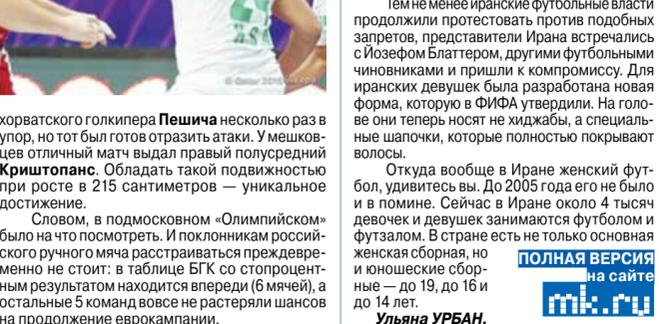 хорватского голкипера Пешича несколько раз в
упор, но тот был готов отразить атаки. У мешков-
цев отличный матч выдал правый полусредний
Криштопанс. Обладать такой подвижностью
при росте в 215 сантиметров — уникальное
достижение.
Словом, в подмосковном «Олимпийском»
было на что посмотреть. И поклонникам россий-
ского ручного мяча расстраиваться преждевре-
менно не стоит: в таблице БГК со стопроцент-
ным результатом находится впереди (6 мячей), а
остальные 5 команд вовсе не растеряли шансов
на продолжение еврокампании.
Тем не менее иранские футбольные власти
продолжили протестовать против подобных
запретов, представители Ирана встречались
с Йозефом Блаттером, другими футбольными
чиновниками и пришли к компромиссу. Для
иранских девушек была разработана новая
форма, которую в ФИФА утвердили. На голо-
ве они теперь носят не хиджабы, а специаль-
ные шапочки, которые полностью покрывают
волосы.
Откуда вообще в Иране женский фут-
бол, удивитесь вы. До 2005 года его не было
и в помине. Сейчас в Иране около 4 тысяч
девочек и девушек занимаются футболом и
футзалом. В стране есть не только основная
женская сборная, но
и юношеские сбор-
ные — до 19, до 16 и
до 14 лет.
Ульяна УРБАН.
ПОЛНАЯ ВЕРСИЯ
на сайте
mk.ru